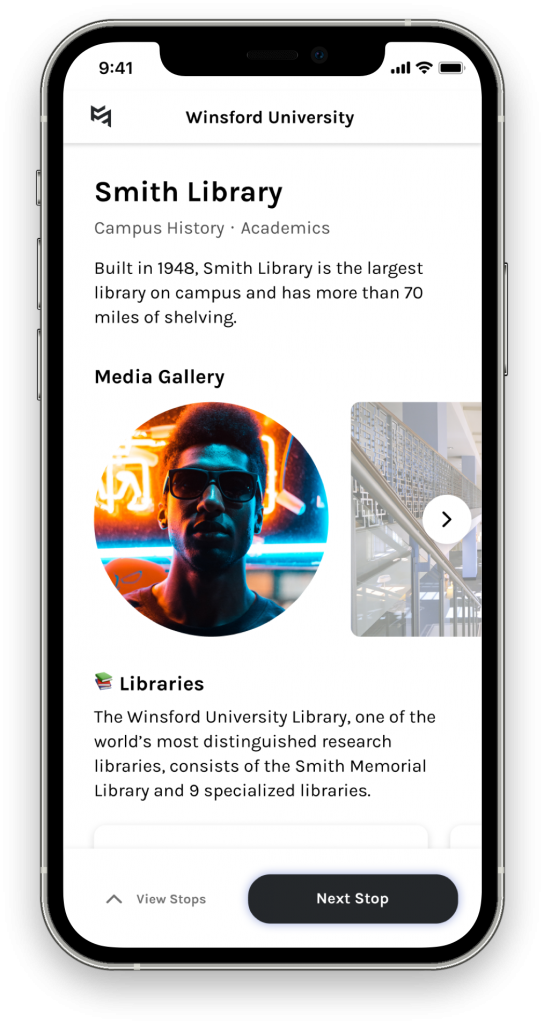 9:41
Winsford University
Smith Library
Campus History · Academics
Built in 1948, Smith Library is the largest
library on campus and has more than 70
miles of shelving.
Media Gallery
Libraries
The Winsford University Library, one of the
world’s most distinguished research
libraries, consists of the Smith Memorial
Library and 9 specialized libraries.
View Stops
Next Stop